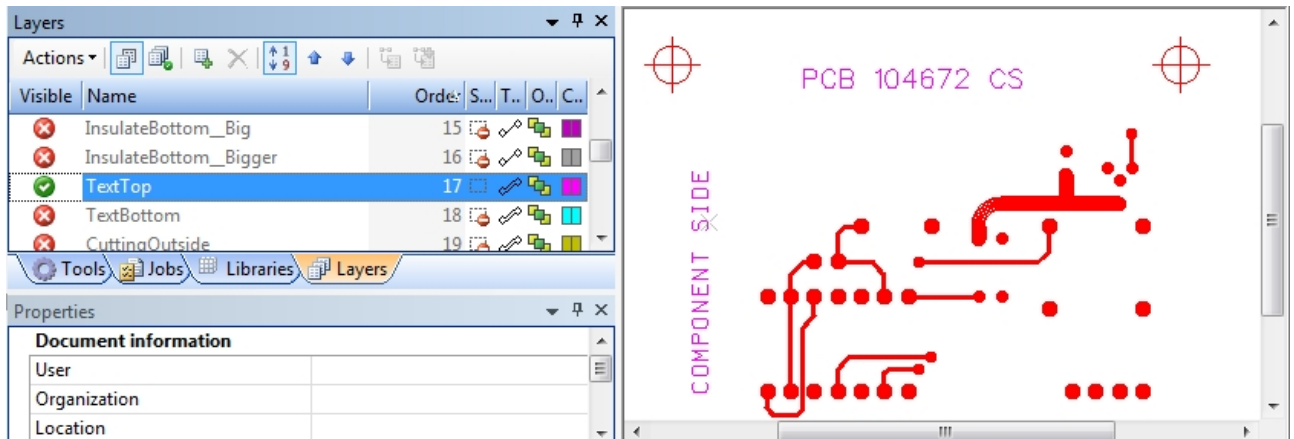 Layers
Actions
Visible Name Order S... T.. O.. C..
InsulateBottom__Big 15
InsulateBottom__Bigger 16
TextTop 17
TextBottom 18
CuttingOutside 19
Tools Jobs Libraries Layers
Properties
Document information
User
Organization
Location
PCB 104672 CS
COMPONENT SIDE